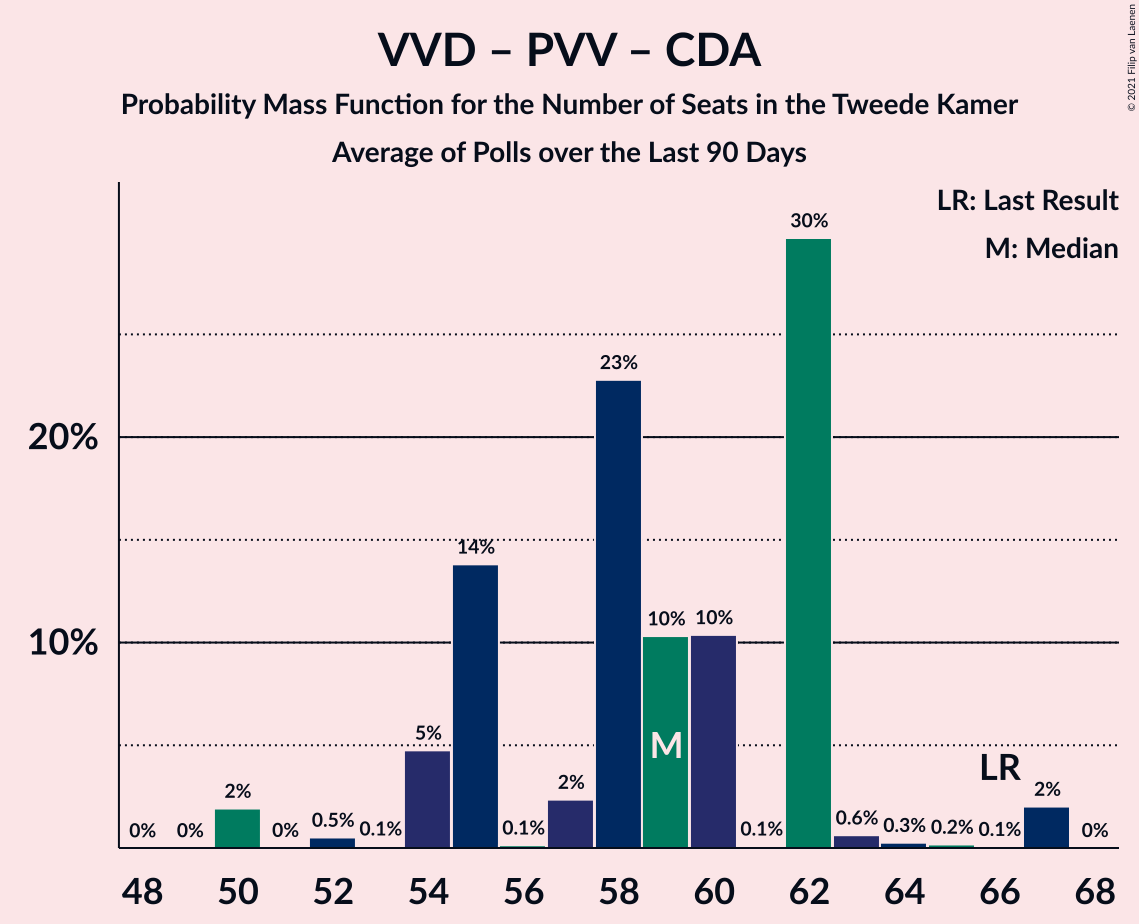 VVD – PVV – CDA
Probability Mass Function for the Number of Seats in the Tweede Kamer
Average of Polls over the Last 90 Days
© 2021 Filip van Laenen
LR: Last Result
M: Median
20%
10%
0% 0% 2% 0% 0.5% 0.1% 5% 14% 0.1% 2% 23% 10% 10% 0.1% 30% 0.6% 0.3% 0.2% 0.1% 2% 0%
M
LR
48 50 52 54 56 58 60 62 64 66 68